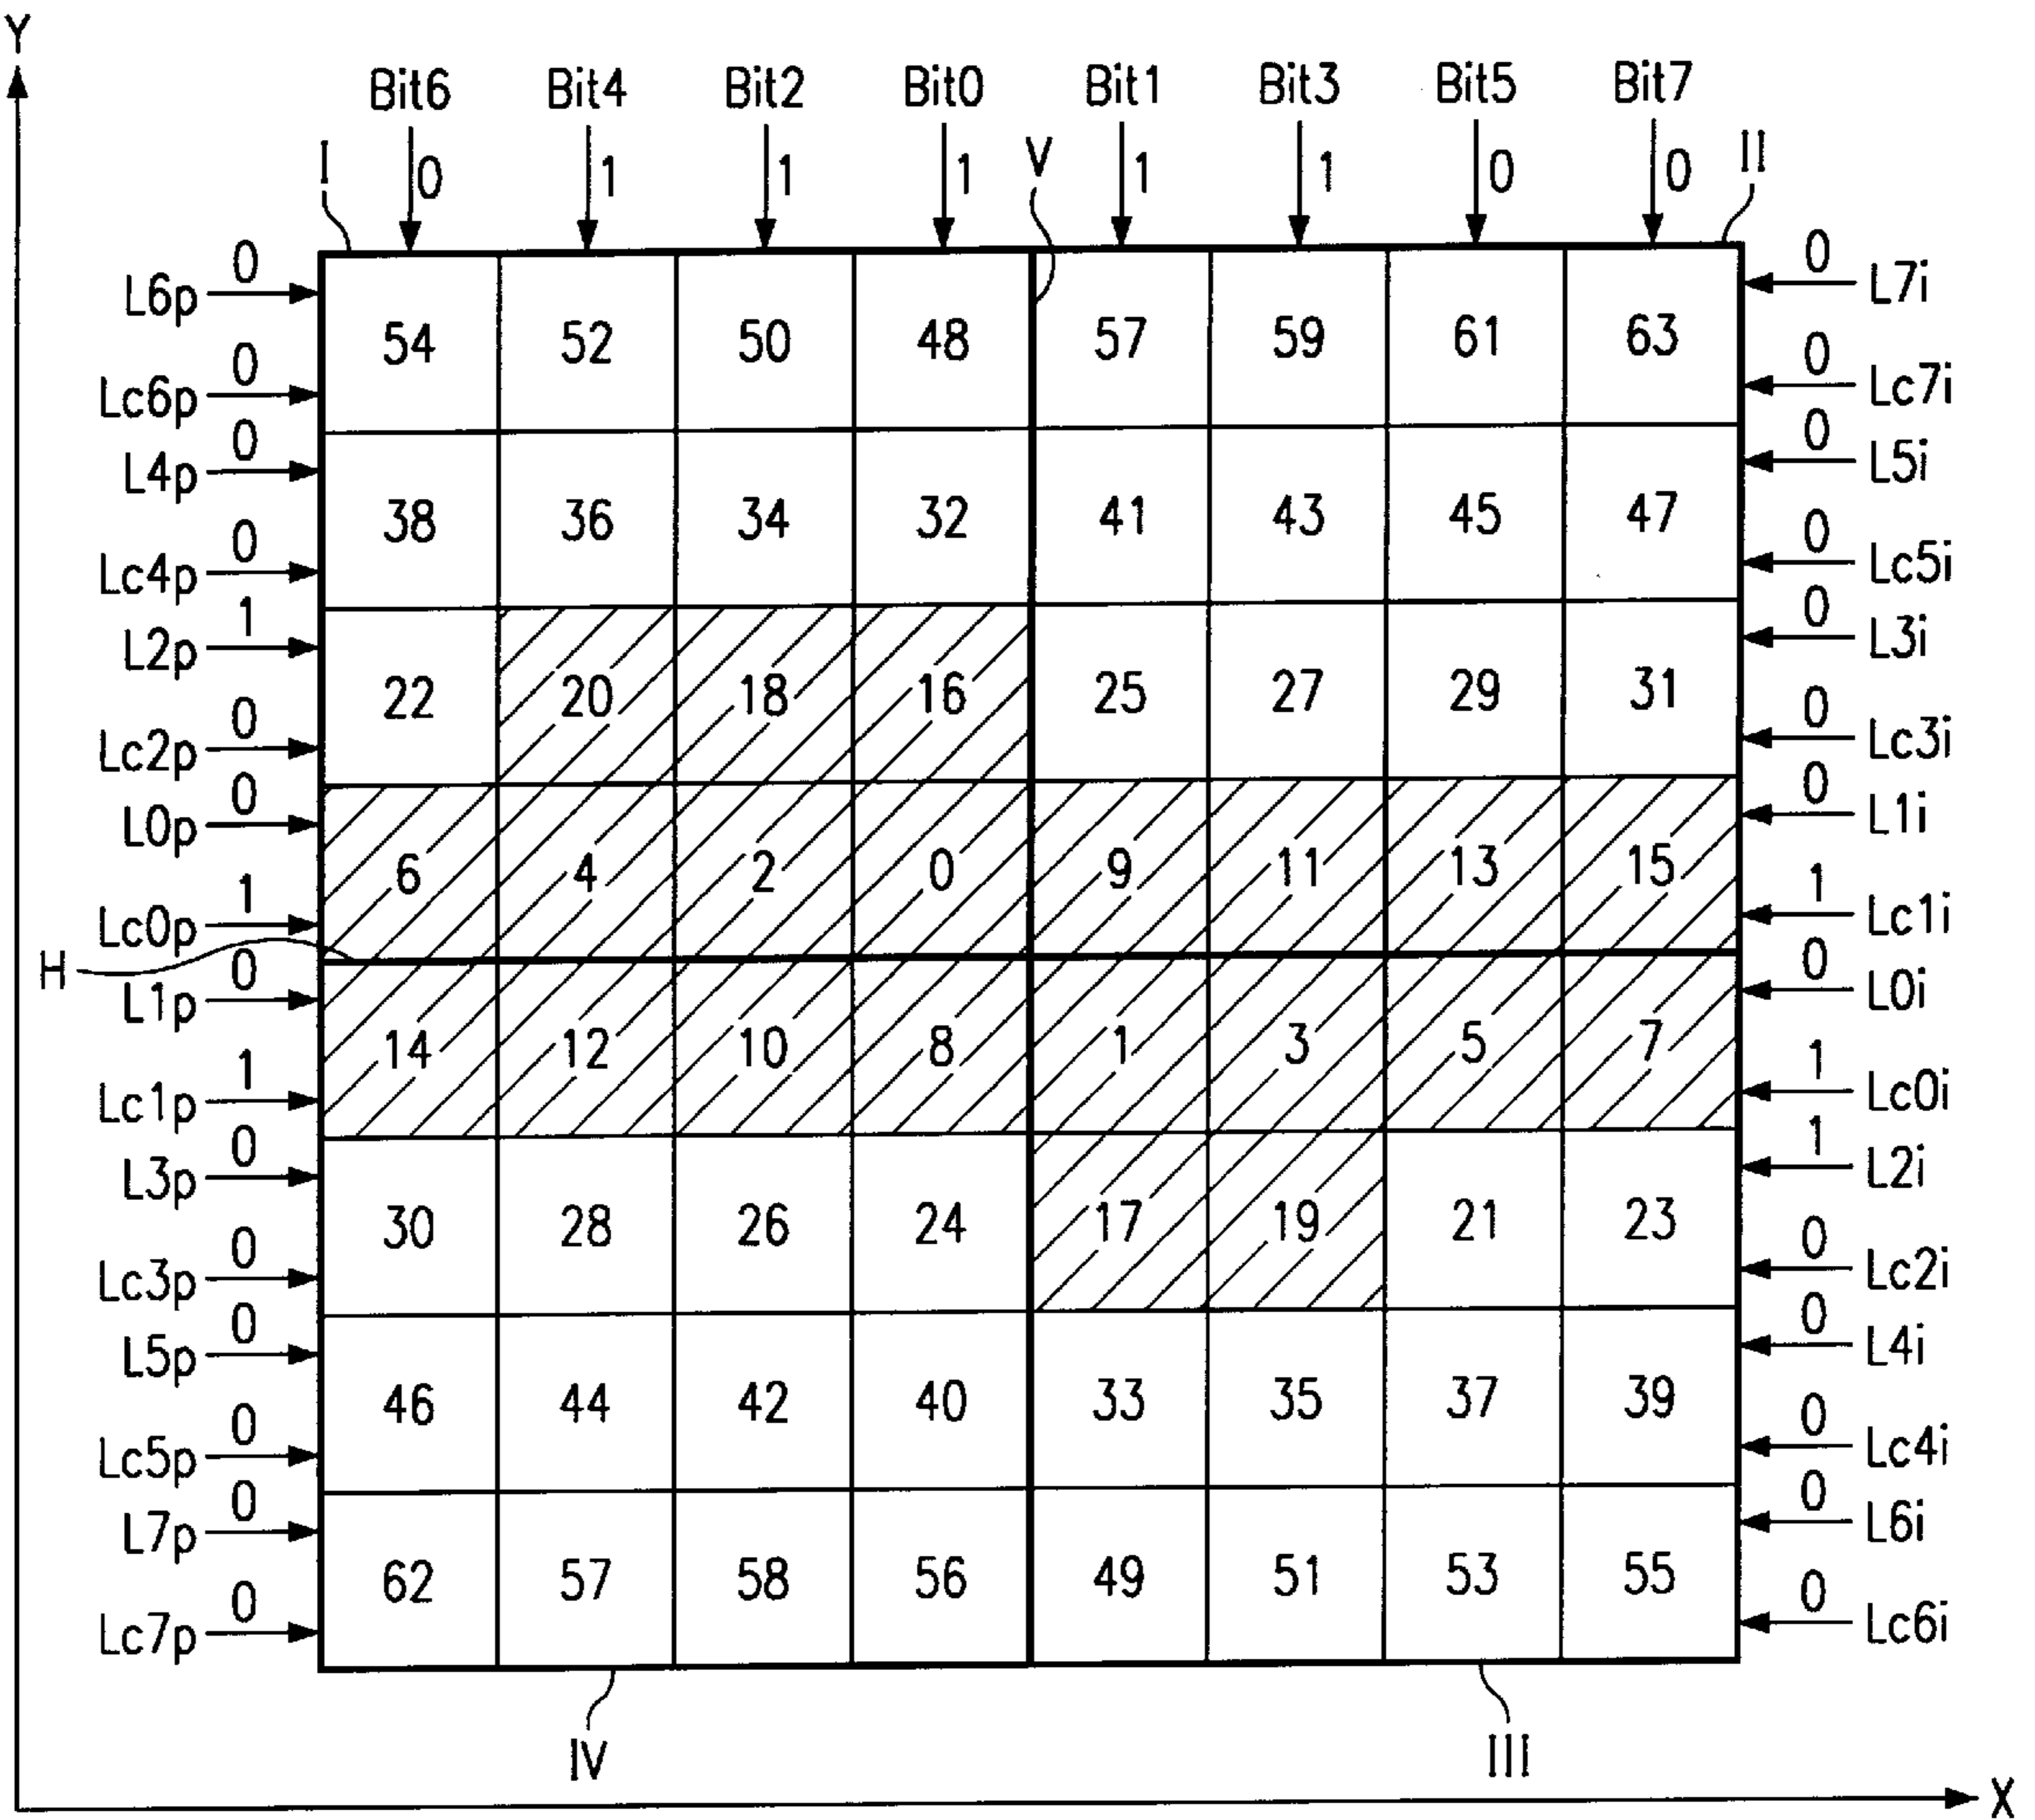 Y
Bit6 Bit4 Bit2 Bit0 Bit1 Bit3 Bit5 Bit7
I 0 1 1 1 V 1 1 0 0 II
L6p 0 0 L7i
54 52 50 48 57 59 61 63
Lc6p 0 0 Lc7i
L4p 0 0 L5i
38 36 34 32 41 43 45 47
Lc4p 0 0 Lc5i
L2p 1 0 L3i
22 20 18 16 25 27 29 31
Lc2p 0 0 Lc3i
L0p 0 0 L1i
6 4 2 0 9 11 13 15
Lc0p 1 1 Lc1i
H
L1p 0 0 L0i
14 12 10 8 1 3 5 7
Lc1p 1 1 Lc0i
L3p 0 1 L2i
30 28 26 24 17 19 21 23
Lc3p 0 0 Lc2i
L5p 0 0 L4i
46 44 42 40 33 35 37 39
Lc5p 0 0 Lc4i
L7p 0 0 L6i
62 57 58 56 49 51 53 55
Lc7p 0 0 Lc6i
IV III
X